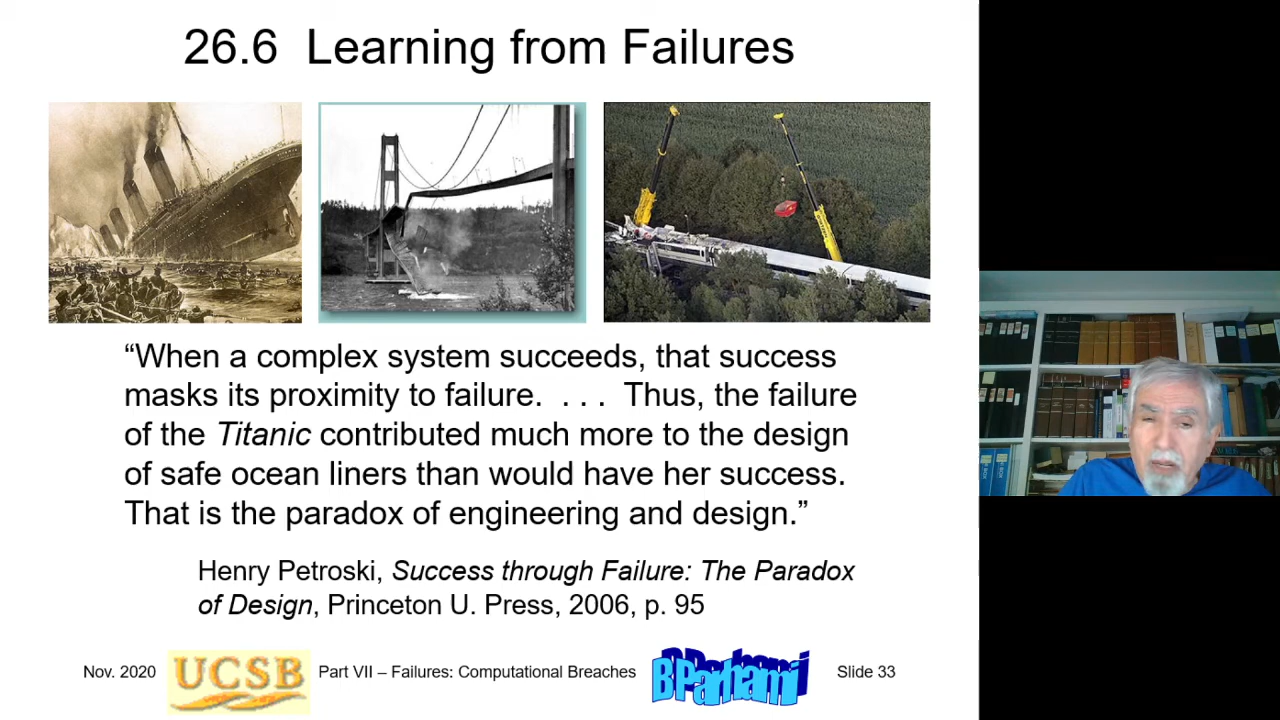 26.6  Learning from Failures
“When a complex system succeeds, that success
masks its proximity to failure. . . .  Thus, the failure
of the Titanic contributed much more to the design
of safe ocean liners than would have her success.
That is the paradox of engineering and design.”
Henry Petroski, Success through Failure: The Paradox
of Design, Princeton U. Press, 2006, p. 95
Nov. 2020
UCSB
Part VII – Failures: Computational Breaches
B Parhami
Slide 33